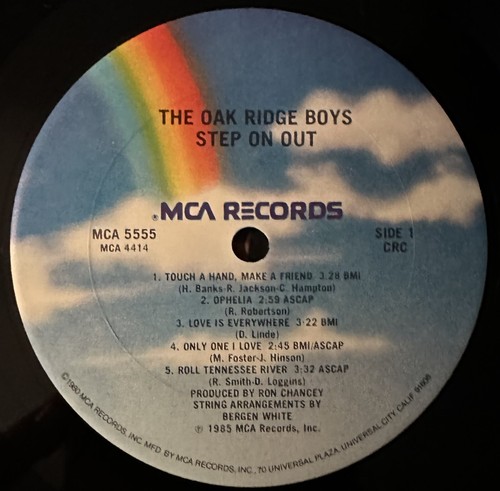 THE OAK RIDGE BOYS
STEP ON OUT
®MCA RECORDS
MCA 5555
MCA 4414
SIDE 1
CRC
1. TOUCH A HAND, MAKE A FRIEND 3:28 BMI
(H. Banks-R. Jackson-C. Hampton)
2. OPHELIA 2:59 ASCAP
(R. Robertson)
3. LOVE IS EVERYWHERE 3:22 BMI
(D. Linde)
4. ONLY ONE I LOVE 2:45 BMI/ASCAP
(M. Foster-J. Hinson)
5. ROLL TENNESSEE RIVER 3:32 ASCAP
(R. Smith-D. Loggins)
PRODUCED BY RON CHANCEY
STRING ARRANGEMENTS BY
BERGEN WHITE
℗ 1985 MCA Records, Inc.
©1980 MCA RECORDS, INC. MFD. BY MCA RECORDS, INC., 70 UNIVERSAL PLAZA, UNIVERSAL CITY, CALIF. 91608